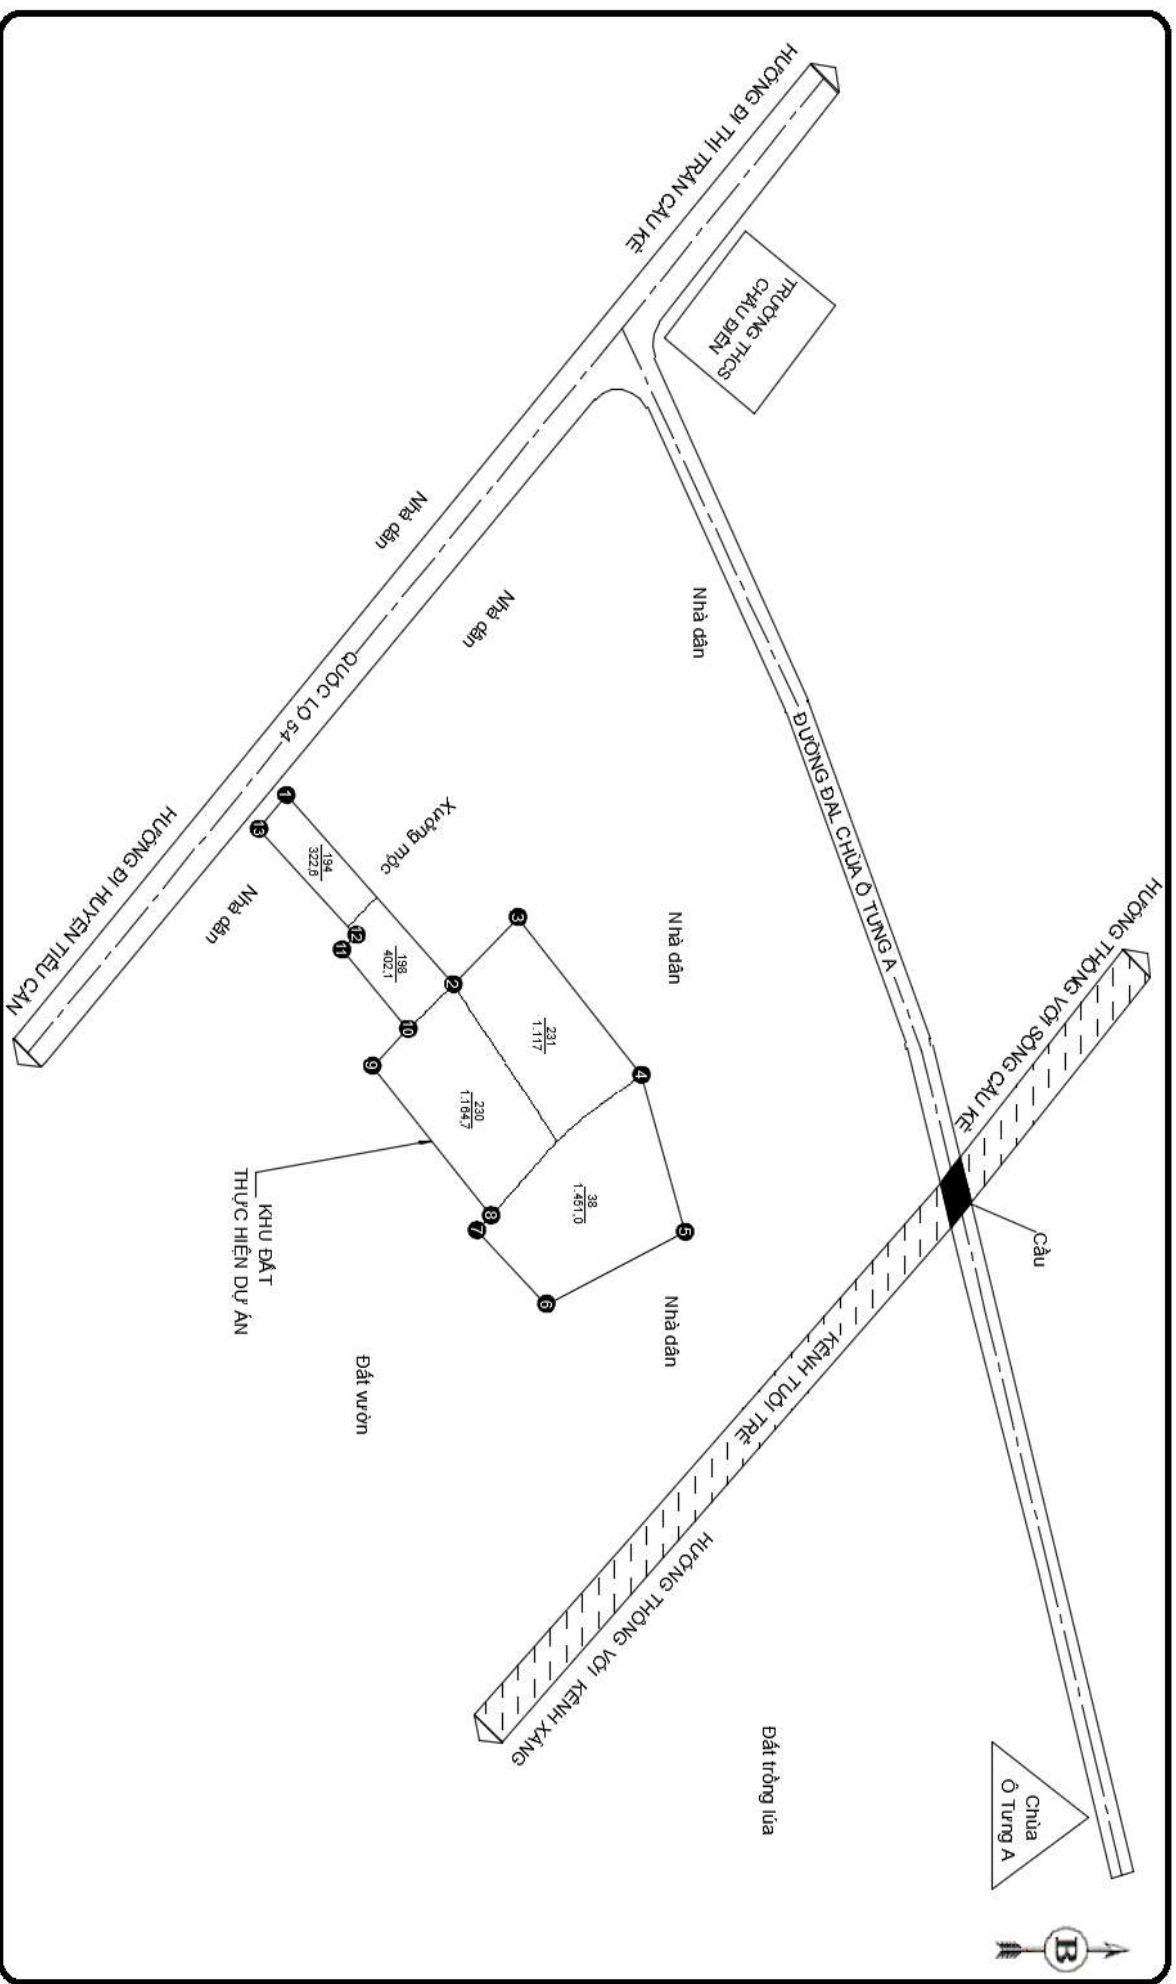 HƯỚNG ĐI THỊ TRẤN CẦU KÈ
TRƯỜNG THCS
CHÂU ĐIỀN
Nhà dân
Nhà dân
Nhà dân
QUỐC LỘ 54
ĐƯỜNG ĐAL CHÙA Ô TƯNG A
HƯỚNG ĐI HUYỆN TIỂU CẦN
Nhà dân
Xưởng mộc
Nhà dân
HƯỚNG THÔNG VỚI SÔNG CẦU KÈ
Cầu
1
13
194
322,6
12
11
198
402,1
2
3
10
9
231
1.117
4
230
1.164,7
38
1.451,0
8
7
5
6
KHU ĐẤT
THỰC HIỆN DỰ ÁN
Nhà dân
Đất vườn
KÊNH TUỔI TRẺ
HƯỚNG THÔNG VỚI KÊNH XÁNG
Đất trồng lúa
Chùa
Ô Tưng A
B